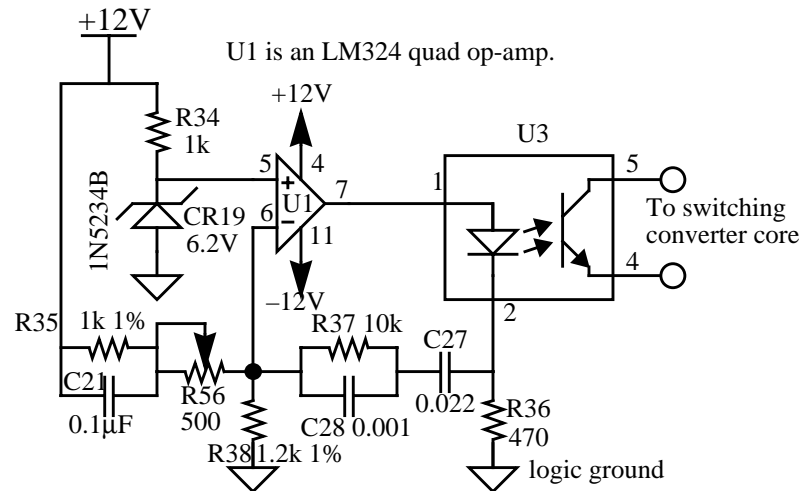 +12V
U1 is an LM324 quad op-amp.
R34
1k
+12V
U3
5
4
7
1
5
1N5234B
CR19
6.2V
+
U1
6
–
11
To switching
converter core
4
–12V
2
R35
1k 1%
R37 10k
C27
C21
R56
500
0.1µF
C28 0.001
0.022
R36
470
R38 1.2k 1%
logic ground